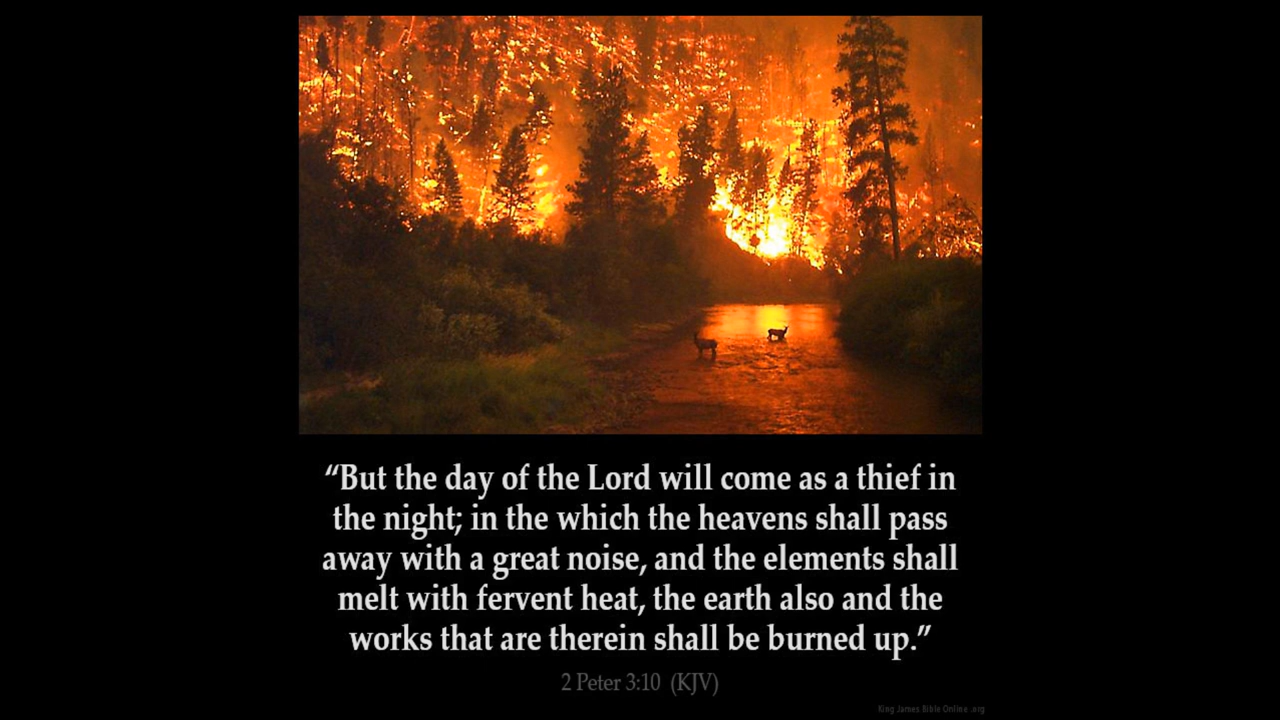 “But the day of the Lord will come as a thief in
the night; in the which the heavens shall pass
away with a great noise, and the elements shall
melt with fervent heat, the earth also and the
works that are therein shall be burned up.”
2 Peter 3:10 (KJV)
King James Bible Online .org